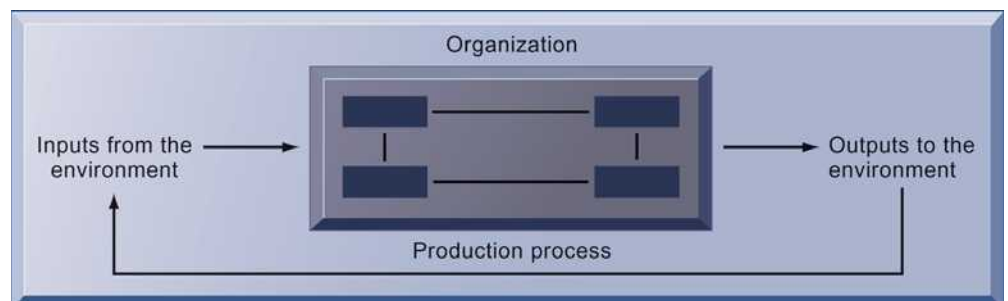 Organization
Inputs from the
environment
Outputs to the
environment
Production process